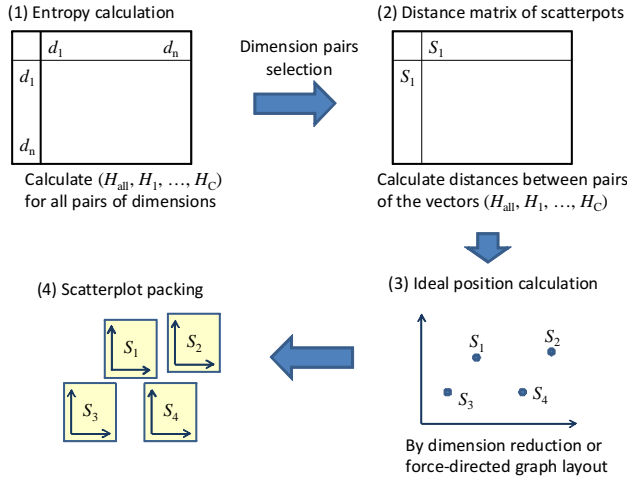 (1) Entropy calculation
d1 dn
d1
dn
Calculate (Hall, H1, …, HC)
for all pairs of dimensions
Dimension pairs
selection
(2) Distance matrix of scatterpots
S1
S1
Calculate distances between pairs
of the vectors (Hall, H1, …, HC)
(3) Ideal position calculation
S1
S2
S3
S4
By dimension reduction or
force-directed graph layout
(4) Scatterplot packing
S1
S2
S3
S4